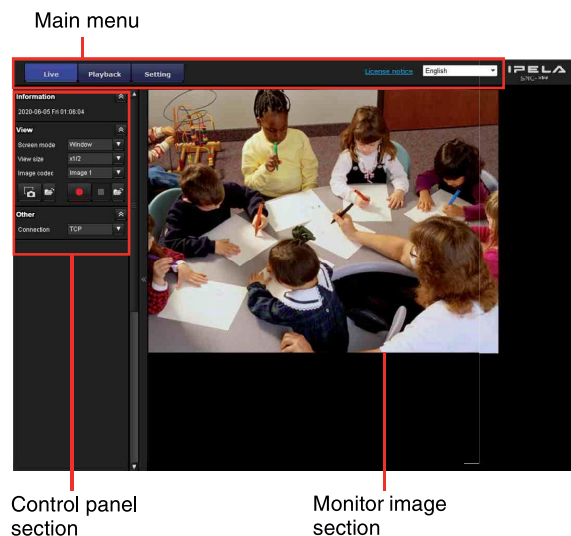 Main menu
Live Playback Setting License notice English IPELA
Information
2020-06-05 Fri 01:08:04
View
Screen mode Window
View size x1/2
Image codec Image 1
Other
Connection TCP
Control panel
section
Monitor image
section